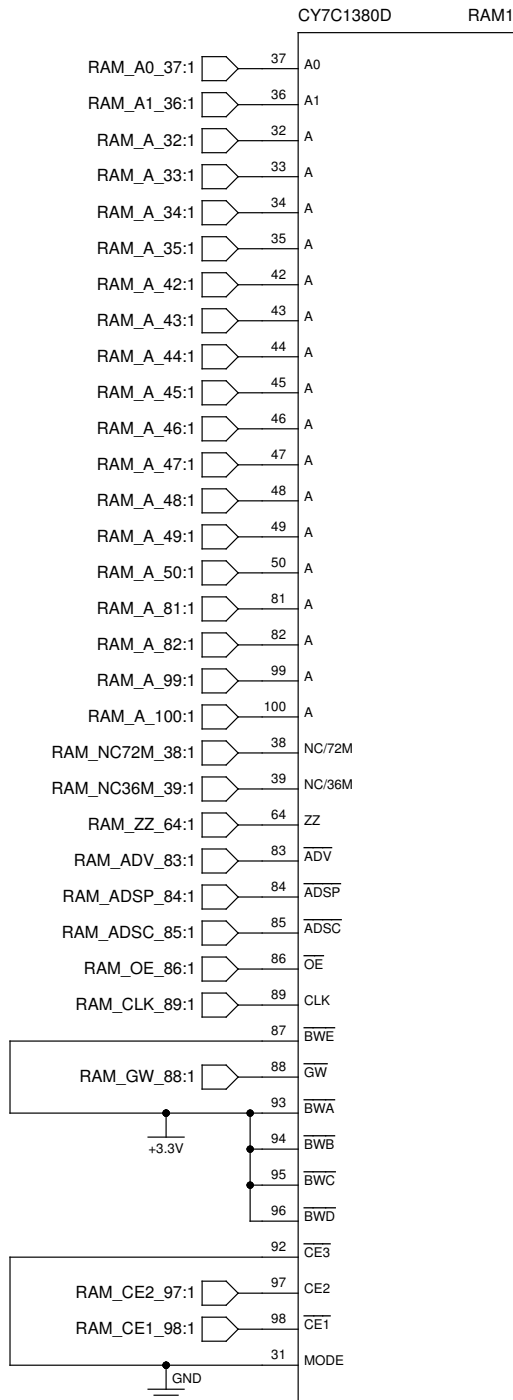 CY7C1380D RAM1
RAM_A0_37:1 37 A0
RAM_A1_36:1 36 A1
RAM_A_32:1 32 A
RAM_A_33:1 33 A
RAM_A_34:1 34 A
RAM_A_35:1 35 A
RAM_A_42:1 42 A
RAM_A_43:1 43 A
RAM_A_44:1 44 A
RAM_A_45:1 45 A
RAM_A_46:1 46 A
RAM_A_47:1 47 A
RAM_A_48:1 48 A
RAM_A_49:1 49 A
RAM_A_50:1 50 A
RAM_A_81:1 81 A
RAM_A_82:1 82 A
RAM_A_99:1 99 A
RAM_A_100:1 100 A
RAM_NC72M_38:1 38 NC/72M
RAM_NC36M_39:1 39 NC/36M
RAM_ZZ_64:1 64 ZZ
RAM_ADV_83:1 83 ADV
RAM_ADSP_84:1 84 ADSP
RAM_ADSC_85:1 85 ADSC
RAM_OE_86:1 86 OE
RAM_CLK_89:1 89 CLK
87 BWE
RAM_GW_88:1 88 GW
93 BWA
+3.3V
94 BWB
95 BWC
96 BWD
92 CE3
RAM_CE2_97:1 97 CE2
RAM_CE1_98:1 98 CE1
31 MODE
GND